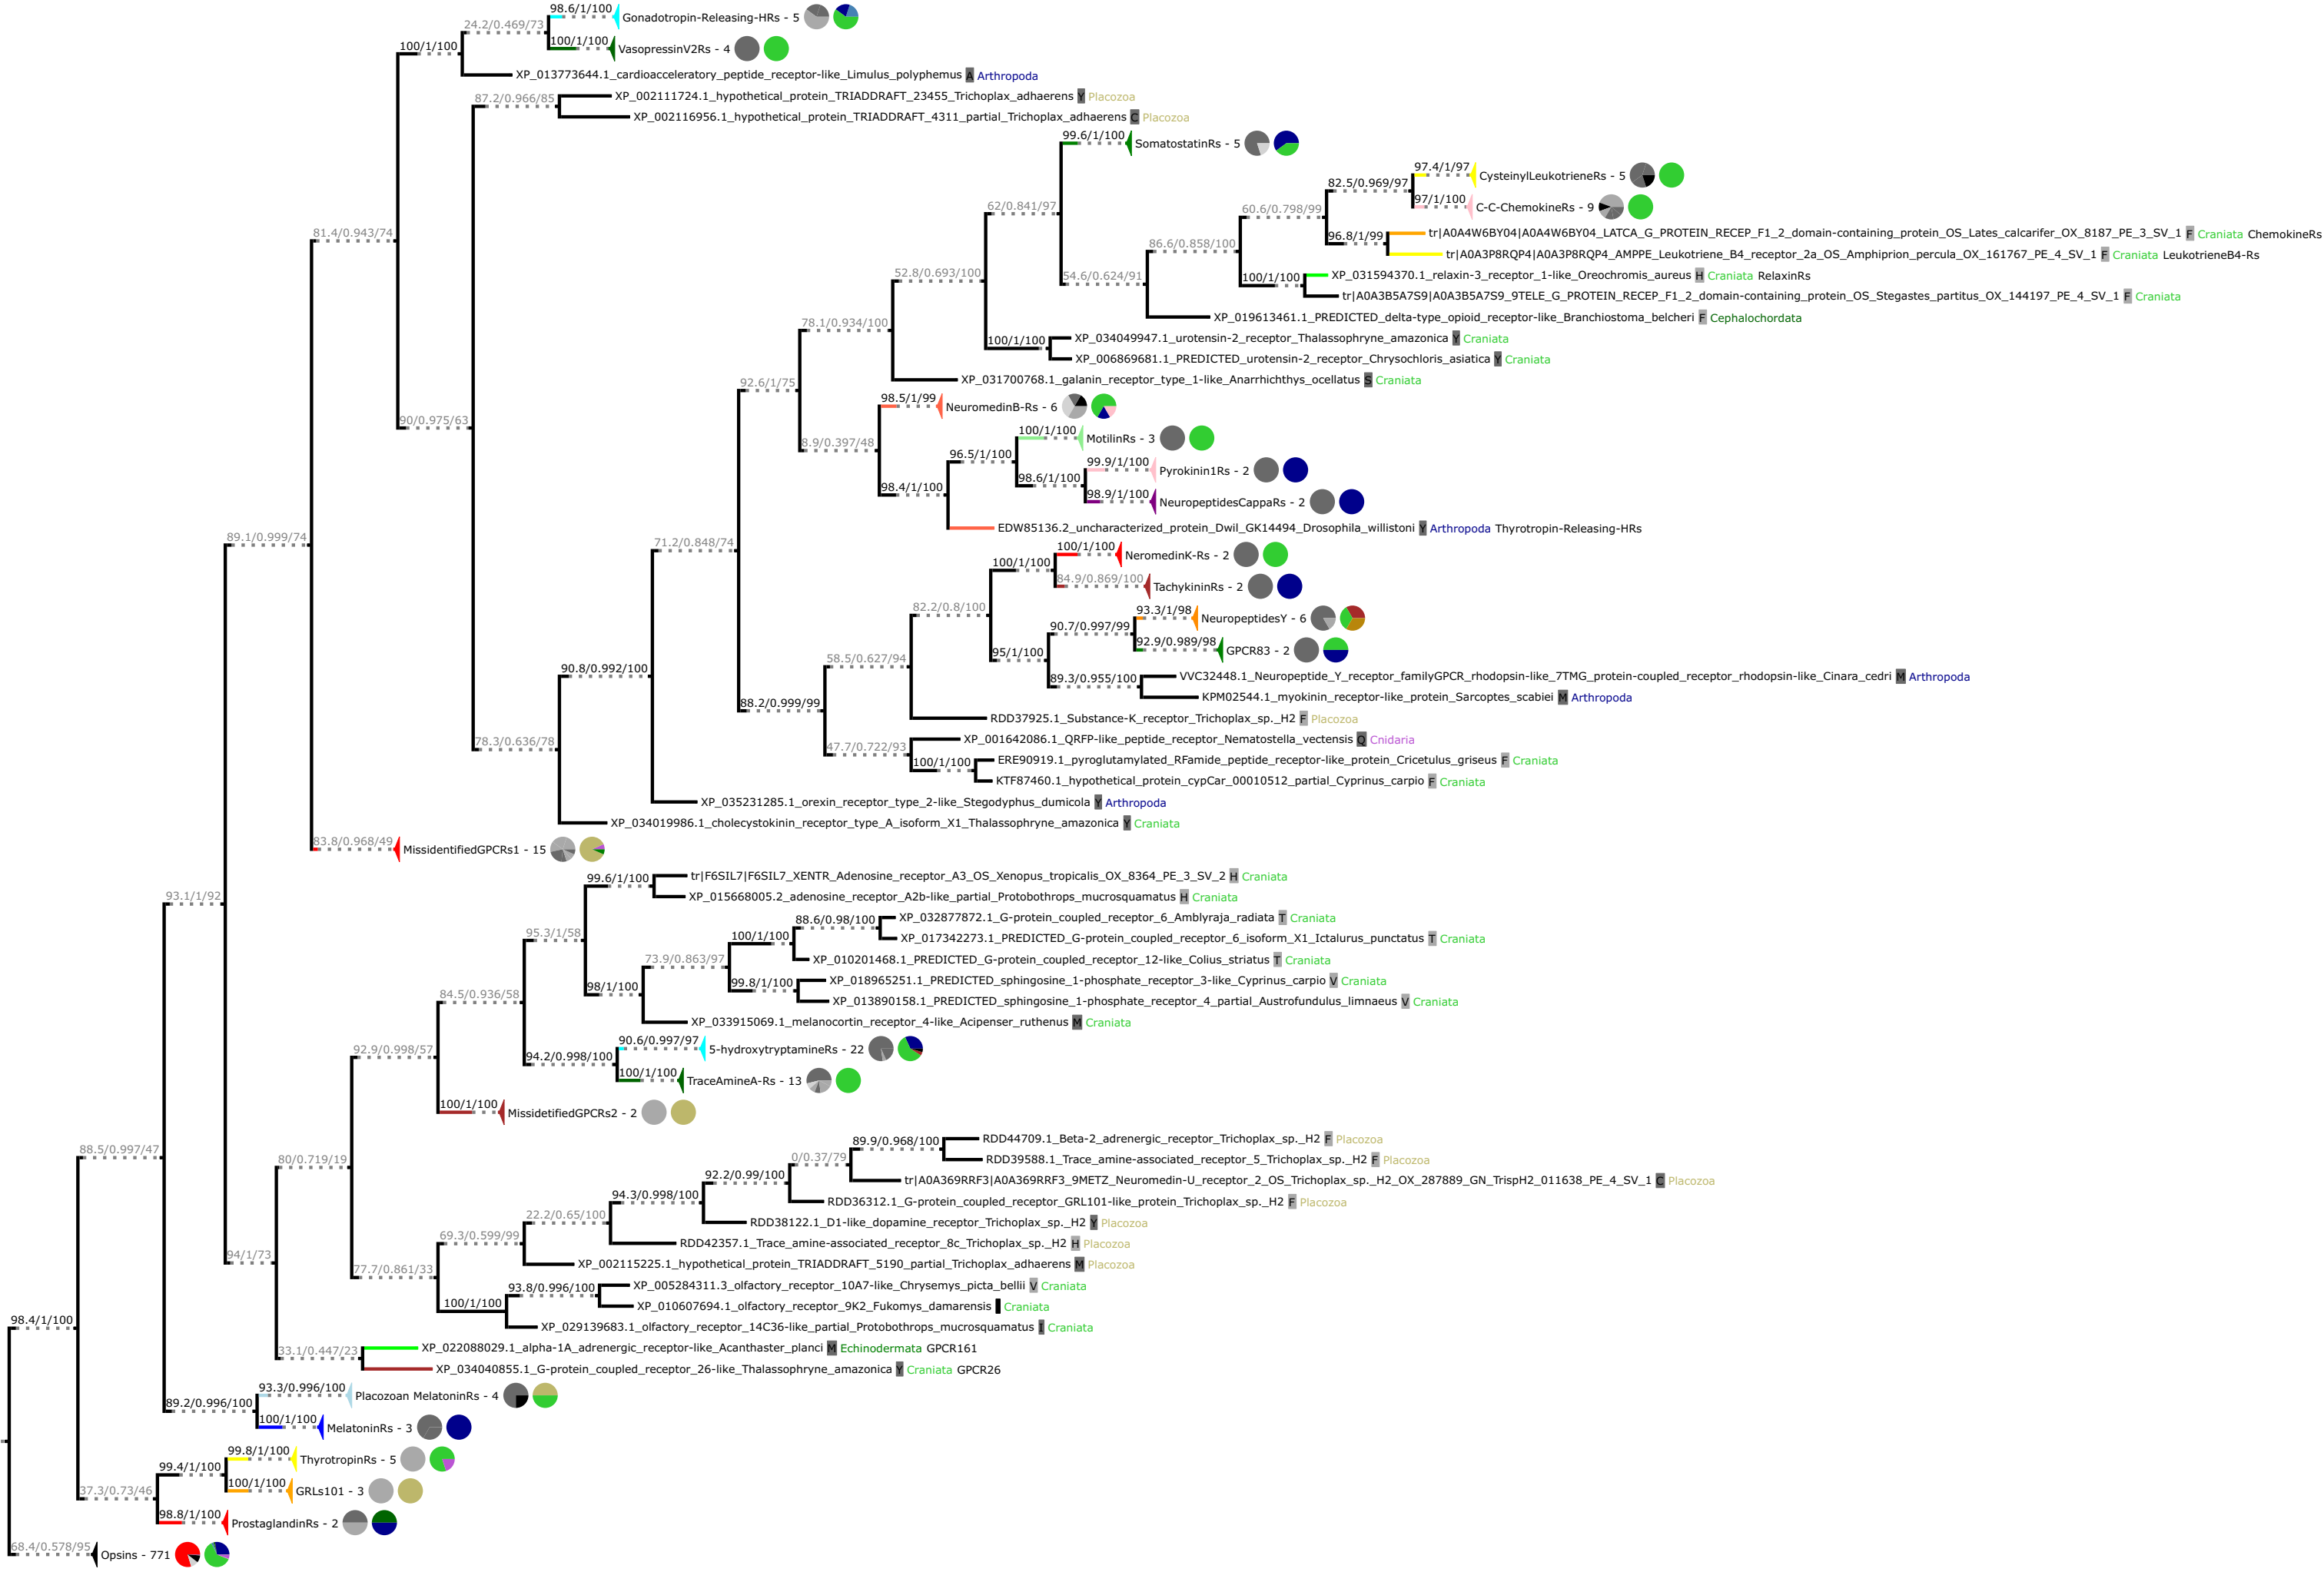 98.6/1/100
24.2/0.469/73
Gonadotropin-Releasing-HRs - 5
100/1/100
100/1/100
VasopressinV2Rs - 4
XP_013773644.1_cardioacceleratory_peptide_receptor-like_Limulus_polyphemus A Arthropoda
87.2/0.966/85
XP_002111724.1_hypothetical_protein_TRIADDRAFT_23455_Trichoplax_adhaerens Y Placozoa
XP_002116956.1_hypothetical_protein_TRIADDRAFT_4311_partial_Trichoplax_adhaerens C Placozoa
99.6/1/100
SomatostatinRs - 5
97.4/1/97
CysteinylLeukotrieneRs - 5
82.5/0.969/97
97/1/100
C-C-ChemokineRs - 9
62/0.841/97
60.6/0.798/99
81.4/0.943/74
96.8/1/99
tr|A0A4W6BY04|A0A4W6BY04_LATCA_G_PROTEIN_RECEP_F1_2_domain-containing_protein_OS_Lates_calcarifer_OX_8187_PE_3_SV_1 F Craniata ChemokineRs
86.6/0.858/100
tr|A0A3P8RQP4|A0A3P8RQP4_AMPPE_Leukotriene_B4_receptor_2a_OS_Amphiprion_percula_OX_161767_PE_4_SV_1 F Craniata LeukotrieneB4-Rs
52.8/0.693/100
54.6/0.624/91
100/1/100
XP_031594370.1_relaxin-3_receptor_1-like_Oreochromis_aureus H Craniata RelaxinRs
tr|A0A3B5A7S9|A0A3B5A7S9_9TELE_G_PROTEIN_RECEP_F1_2_domain-containing_protein_OS_Stegastes_partitus_OX_144197_PE_4_SV_1 F Craniata
XP_019613461.1_PREDICTED_delta-type_opioid_receptor-like_Branchiostoma_belcheri F Cephalochordata
78.1/0.934/100
100/1/100
XP_034049947.1_urotensin-2_receptor_Thalassophryne_amazonica Y Craniata
XP_006869681.1_PREDICTED_urotensin-2_receptor_Chrysochloris_asiatica Y Craniata
92.6/1/75
XP_031700768.1_galanin_receptor_type_1-like_Anarrhichthys_ocellatus S Craniata
98.5/1/99
NeuromedinB-Rs - 6
90/0.975/63
8.9/0.397/48
100/1/100
MotilinRs - 3
96.5/1/100
99.9/1/100
Pyrokinin1Rs - 2
98.6/1/100
98.4/1/100
98.9/1/100
NeuropeptidesCappaRs - 2
EDW85136.2_uncharacterized_protein_Dwil_GK14494_Drosophila_willistoni Y Arthropoda Thyrotropin-Releasing-HRs
89.1/0.999/74
71.2/0.848/74
100/1/100
NeromedinK-Rs - 2
100/1/100
84.9/0.869/100
TachykininRs - 2
82.2/0.8/100
93.3/1/98
NeuropeptidesY - 6
90.7/0.997/99
92.9/0.989/98
GPCR83 - 2
95/1/100
58.5/0.627/94
90.8/0.992/100
89.3/0.955/100
VVC32448.1_Neuropeptide_Y_receptor_familyGPCR_rhodopsin-like_7TMG_protein-coupled_receptor_rhodopsin-like_Cinara_cedri M Arthropoda
KPM02544.1_myokinin_receptor-like_protein_Sarcoptes_scabiei M Arthropoda
88.2/0.999/99
RDD37925.1_Substance-K_receptor_Trichoplax_sp._H2 F Placozoa
78.3/0.636/78
47.7/0.722/93
XP_001642086.1_QRFP-like_peptide_receptor_Nematostella_vectensis Q Cnidaria
100/1/100
ERE90919.1_pyroglutamylated_RFamide_peptide_receptor-like_protein_Cricetulus_griseus F Craniata
KTF87460.1_hypothetical_protein_cypCar_00010512_partial_Cyprinus_carpio F Craniata
XP_035231285.1_orexin_receptor_type_2-like_Stegodyphus_dumicola Y Arthropoda
XP_034019986.1_cholecystokinin_receptor_type_A_isoform_X1_Thalassophryne_amazonica Y Craniata
83.8/0.968/49
MissidentifiedGPCRs1 - 15
93.1/1/92
99.6/1/100
tr|F6SIL7|F6SIL7_XENTR_Adenosine_receptor_A3_OS_Xenopus_tropicalis_OX_8364_PE_3_SV_2 H Craniata
XP_015668005.2_adenosine_receptor_A2b-like_partial_Protobothrops_mucrosquamatus H Craniata
88.6/0.98/100
XP_032877872.1_G-protein_coupled_receptor_6_Amblyraja_radiata T Craniata
95.3/1/58
100/1/100
XP_017342273.1_PREDICTED_G-protein_coupled_receptor_6_isoform_X1_Ictalurus_punctatus T Craniata
73.9/0.863/97
XP_010201468.1_PREDICTED_G-protein_coupled_receptor_12-like_Colius_striatus T Craniata
98/1/100
99.8/1/100
XP_018965251.1_PREDICTED_sphingosine_1-phosphate_receptor_3-like_Cyprinus_carpio V Craniata
84.5/0.936/58
XP_013890158.1_PREDICTED_sphingosine_1-phosphate_receptor_4_partial_Austrofundulus_limnaeus V Craniata
XP_033915069.1_melanocortin_receptor_4-like_Acipenser_ruthenus M Craniata
92.9/0.998/57
94.2/0.998/100
90.6/0.997/97
5-hydroxytryptamineRs - 22
100/1/100
TraceAmineA-Rs - 13
100/1/100
MissidetifiedGPCRs2 - 2
88.5/0.997/47
80/0.719/19
89.9/0.968/100
RDD44709.1_Beta-2_adrenergic_receptor_Trichoplax_sp._H2 F Placozoa
0/0.37/79
RDD39588.1_Trace_amine-associated_receptor_5_Trichoplax_sp._H2 F Placozoa
92.2/0.99/100
tr|A0A369RRF3|A0A369RRF3_9METZ_Neuromedin-U_receptor_2_OS_Trichoplax_sp._H2_OX_287889_GN_TrispH2_011638_PE_4_SV_1 C Placozoa
94.3/0.998/100
RDD36312.1_G-protein_coupled_receptor_GRL101-like_protein_Trichoplax_sp._H2 F Placozoa
22.2/0.65/100
RDD38122.1_D1-like_dopamine_receptor_Trichoplax_sp._H2 Y Placozoa
69.3/0.599/99
RDD42357.1_Trace_amine-associated_receptor_8c_Trichoplax_sp._H2 H Placozoa
94/1/73
XP_002115225.1_hypothetical_protein_TRIADDRAFT_5190_partial_Trichoplax_adhaerens M Placozoa
77.7/0.861/33
93.8/0.996/100
XP_005284311.3_olfactory_receptor_10A7-like_Chrysemys_picta_bellii V Craniata
100/1/100
XP_010607694.1_olfactory_receptor_9K2_Fukomys_damarensis Craniata
98.4/1/100
XP_029139683.1_olfactory_receptor_14C36-like_partial_Protobothrops_mucrosquamatus I Craniata
33.1/0.447/23
XP_022088029.1_alpha-1A_adrenergic_receptor-like_Acanthaster_planci M Echinodermata GPCR161
XP_034040855.1_G-protein_coupled_receptor_26-like_Thalassophryne_amazonica Y Craniata GPCR26
93.3/0.996/100
Placozoan MelatoninRs - 4
89.2/0.996/100
100/1/100
MelatoninRs - 3
99.8/1/100
ThyrotropinRs - 5
99.4/1/100
100/1/100
GRLs101 - 3
37.3/0.73/46
98.8/1/100
ProstaglandinRs - 2
68.4/0.578/95
Opsins - 771